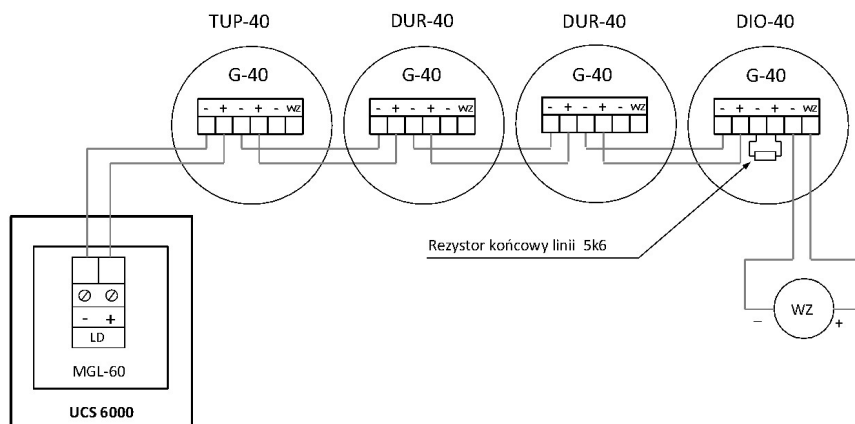 TUP-40 DUR-40 DUR-40 DIO-40
G-40 G-40 G-40 G-40
- + - + - WZ - + - + - WZ - + - + - WZ - + - + - WZ
Rezystor końcowy linii 5k6
- +
LD
MGL-60
UCS 6000
– WZ +